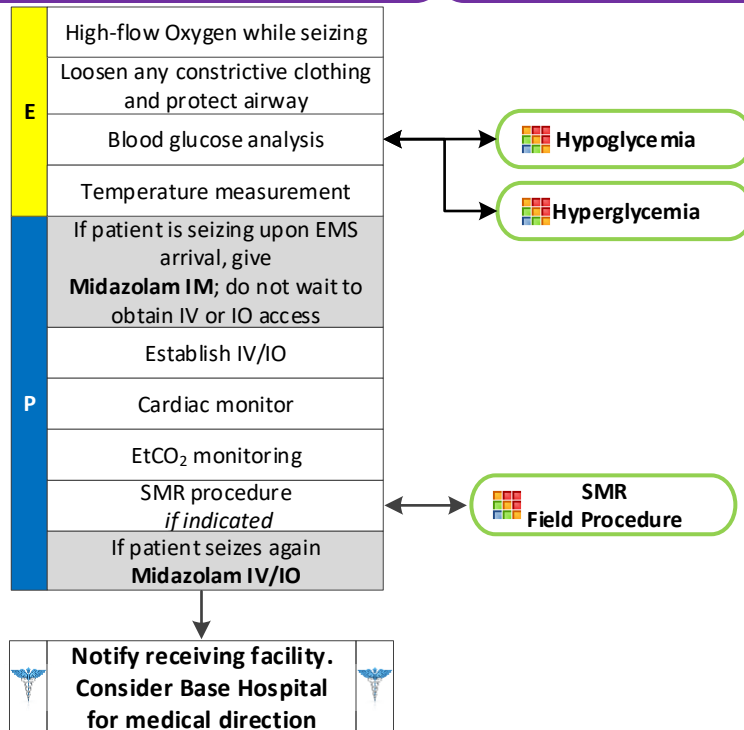 High-flow Oxygen while seizing
Loosen any constrictive clothing
and protect airway
E
Blood glucose analysis
Hypoglycemia
Temperature measurement
Hyperglycemia
If patient is seizing upon EMS
arrival, give
Midazolam IM; do not wait to
obtain IV or IO access
Establish IV/IO
P
Cardiac monitor
EtCO₂ monitoring
SMR procedure
if indicated
SMR
Field Procedure
If patient seizes again
Midazolam IV/IO
Notify receiving facility.
Consider Base Hospital
for medical direction